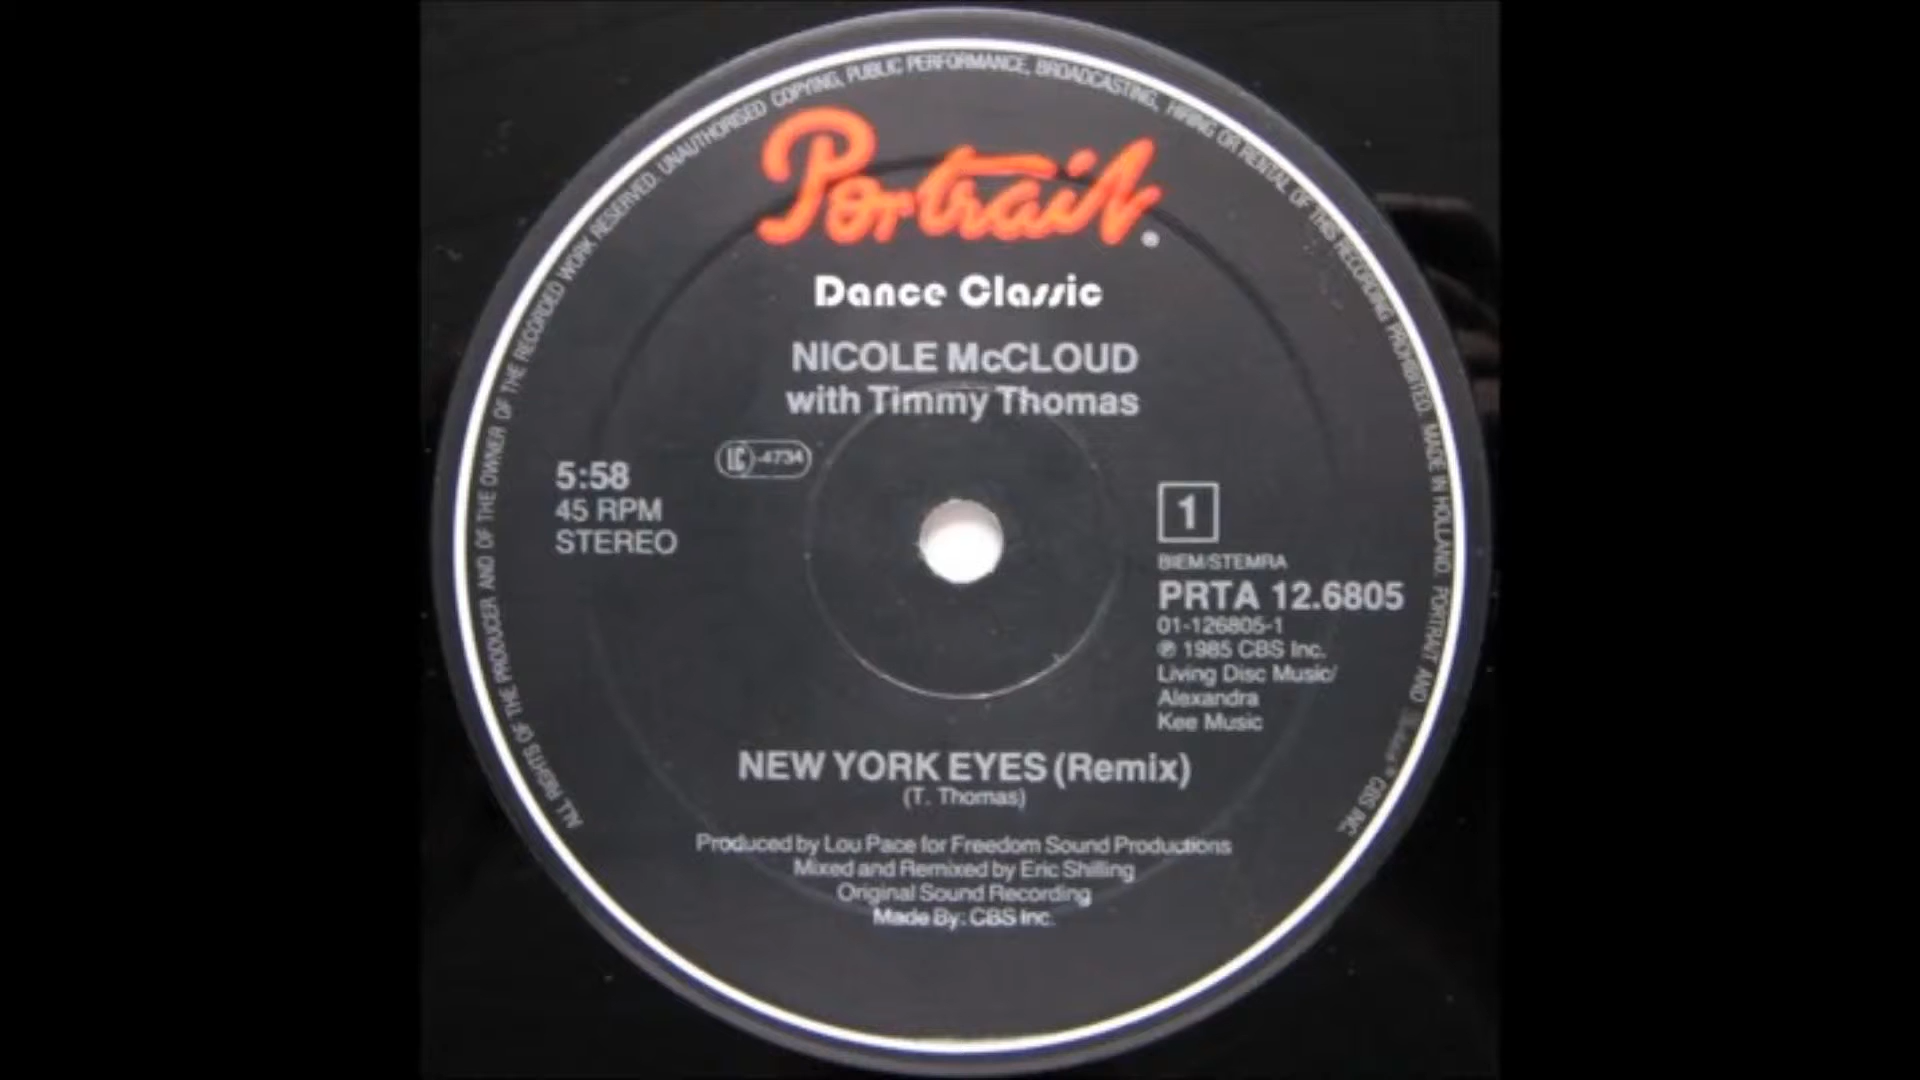 ALL RIGHTS OF THE PRODUCER AND OF THE OWNER OF THE RECORDED WORK RESERVED. UNAUTHORISED COPYING, PUBLIC PERFORMANCE, BROADCASTING, HIRING OR RENTAL OF THIS RECORDING PROHIBITED. MADE IN HOLLAND. PORTRAIT AND CBS INC.
Portrait®
Dance Classic
NICOLE McCLOUD
with Timmy Thomas
LC-4734
5:58
45 RPM
STEREO
1
BIEM/STEMRA
PRTA 12.6805
01-126805-1
℗ 1985 CBS Inc.
Living Disc Music/
Alexandra
Kee Music
NEW YORK EYES (Remix)
(T. Thomas)
Produced by Lou Pace for Freedom Sound Productions
Mixed and Remixed by Eric Shilling
Original Sound Recording
Made By: CBS Inc.